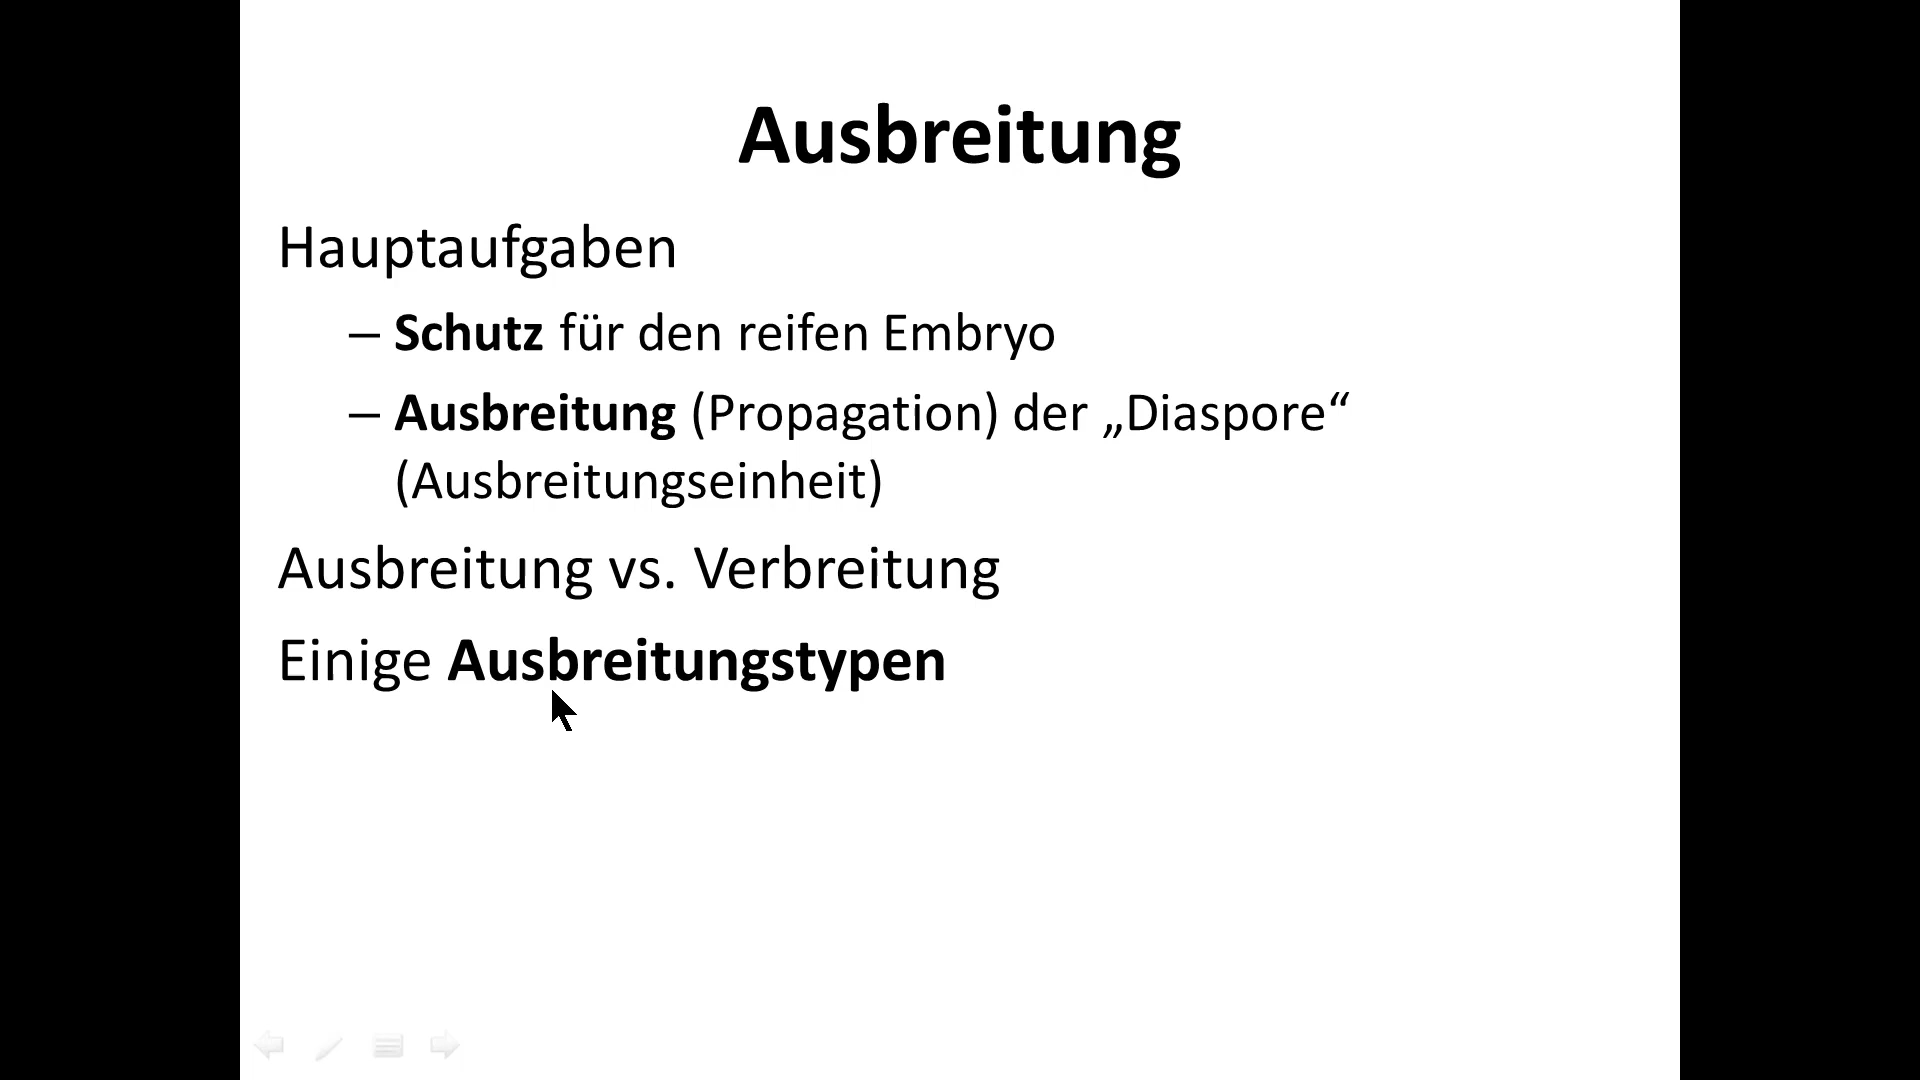 Ausbreitung
Hauptaufgaben
– Schutz für den reifen Embryo
– Ausbreitung (Propagation) der „Diaspore“
(Ausbreitungseinheit)
Ausbreitung vs. Verbreitung
Einige Ausbreitungstypen